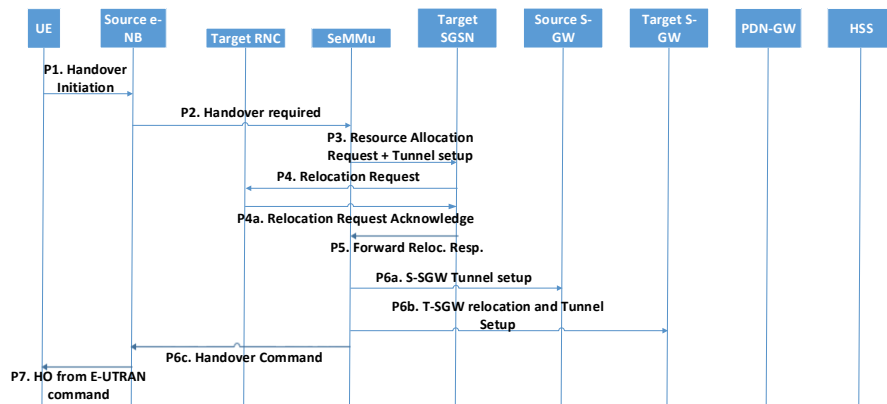 UE
Source e-
NB
Target RNC
SeMMu
Target
SGSN
Source S-
GW
Target S-
GW
PDN-GW
HSS
P1. Handover
Initiation
P2. Handover required
P3. Resource Allocation
Request + Tunnel setup
P4. Relocation Request
P4a. Relocation Request Acknowledge
P5. Forward Reloc. Resp.
P6a. S-SGW Tunnel setup
P6b. T-SGW relocation and Tunnel
Setup
P6c. Handover Command
P7. HO from E-UTRAN
command